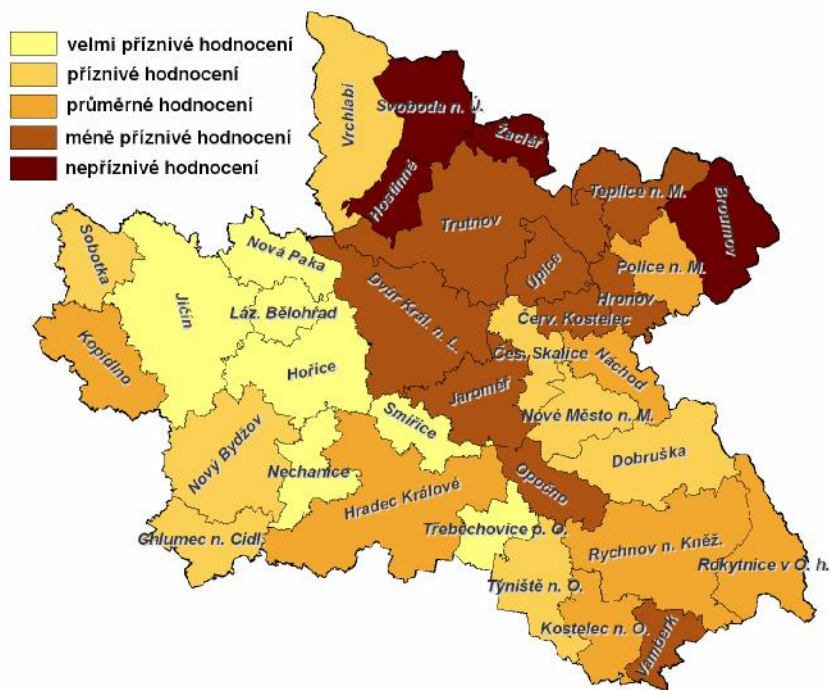 velmi příznivé hodnocení
příznivé hodnocení
průměrné hodnocení
méně příznivé hodnocení
nepříznivé hodnocení
Vrchlabí
Svoboda n. Ú.
Žacléř
Hostinné
Trutnov
Teplice n. M.
Broumov
Sobotka
Nová Paka
Úpice
Police n. M.
Jičín
Láz. Bělohrad
Dvůr Král. n. L.
Hronov
Červ. Kostelec
Kopidlno
Hořice
Čes. Skalice
Náchod
Jaroměř
Smiřice
Nové Město n. M.
Nový Bydžov
Nechanice
Dobruška
Opočno
Hradec Králové
Chlumec n. Cidl.
Třebechovice p. O.
Rychnov n. Kněž.
Rokytnice v O. h.
Týniště n. O.
Kostelec n. O.
Vamberk